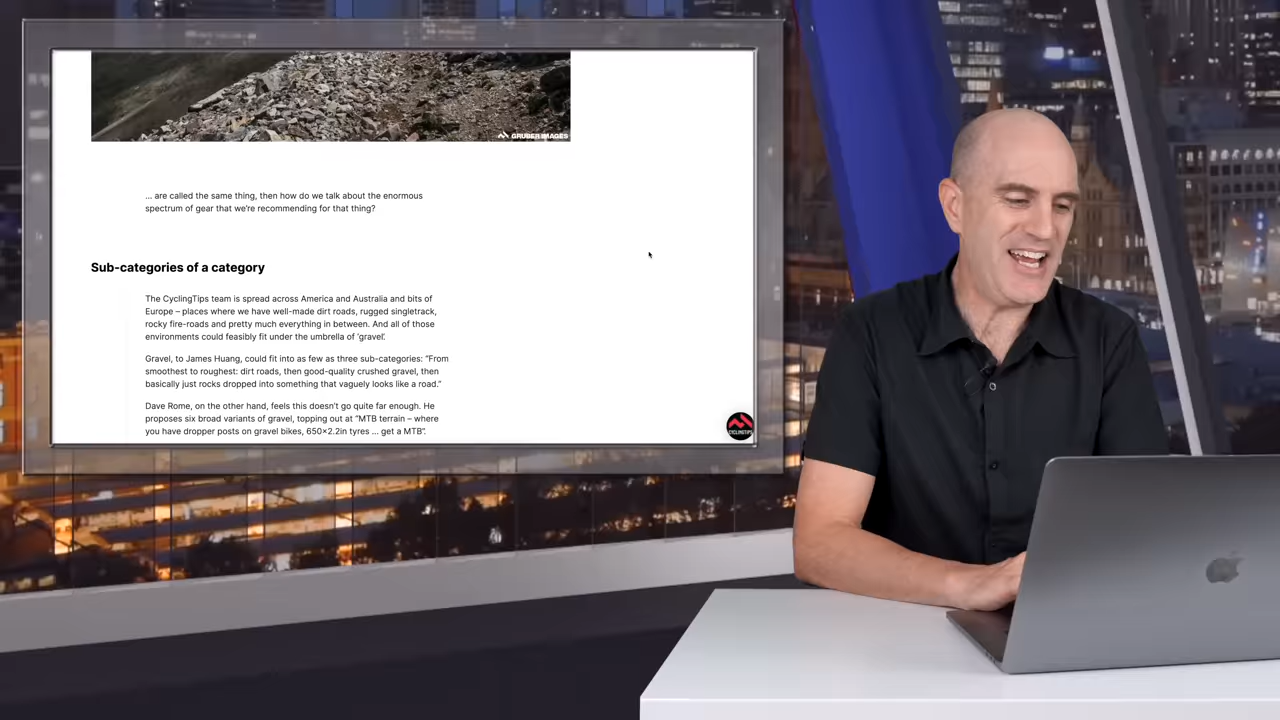 GRUBER IMAGES
... are called the same thing, then how do we talk about the enormous
spectrum of gear that we're recommending for that thing?
Sub-categories of a category
The CyclingTips team is spread across America and Australia and bits of
Europe – places where we have well-made dirt roads, rugged singletrack,
rocky fire-roads and pretty much everything in between. And all of those
environments could feasibly fit under the umbrella of 'gravel'.
Gravel, to James Huang, could fit into as few as three sub-categories: "From
smoothest to roughest: dirt roads, then good-quality crushed gravel, then
basically just rocks dropped into something that vaguely looks like a road."
Dave Rome, on the other hand, feels this doesn't go quite far enough. He
proposes six broad variants of gravel, topping out at "MTB terrain – where
you have dropper posts on gravel bikes, 650×2.2in tyres ... get a MTB".
CYCLINGTIPS